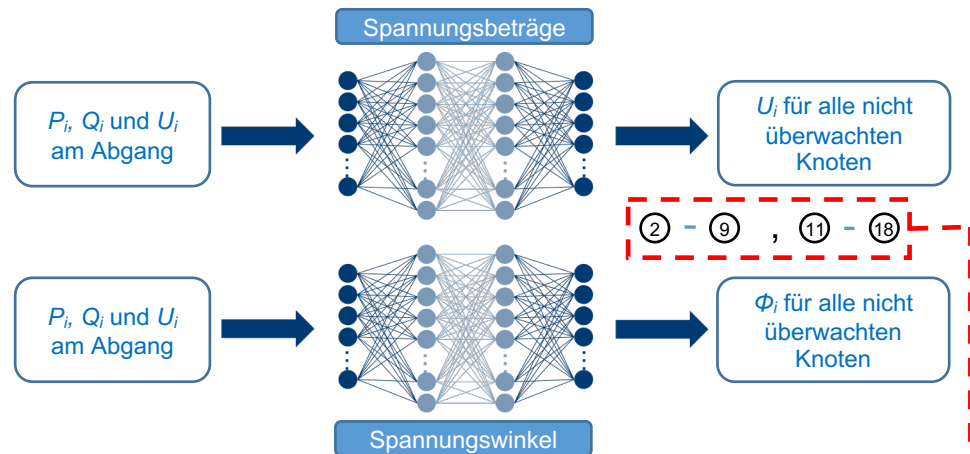 Spannungsbeträge
Pᵢ, Qᵢ und Uᵢ
am Abgang
Uᵢ für alle nicht
überwachten
Knoten
2 - 9 , 11 - 18
Pᵢ, Qᵢ und Uᵢ
am Abgang
Φᵢ für alle nicht
überwachten
Knoten
Spannungswinkel